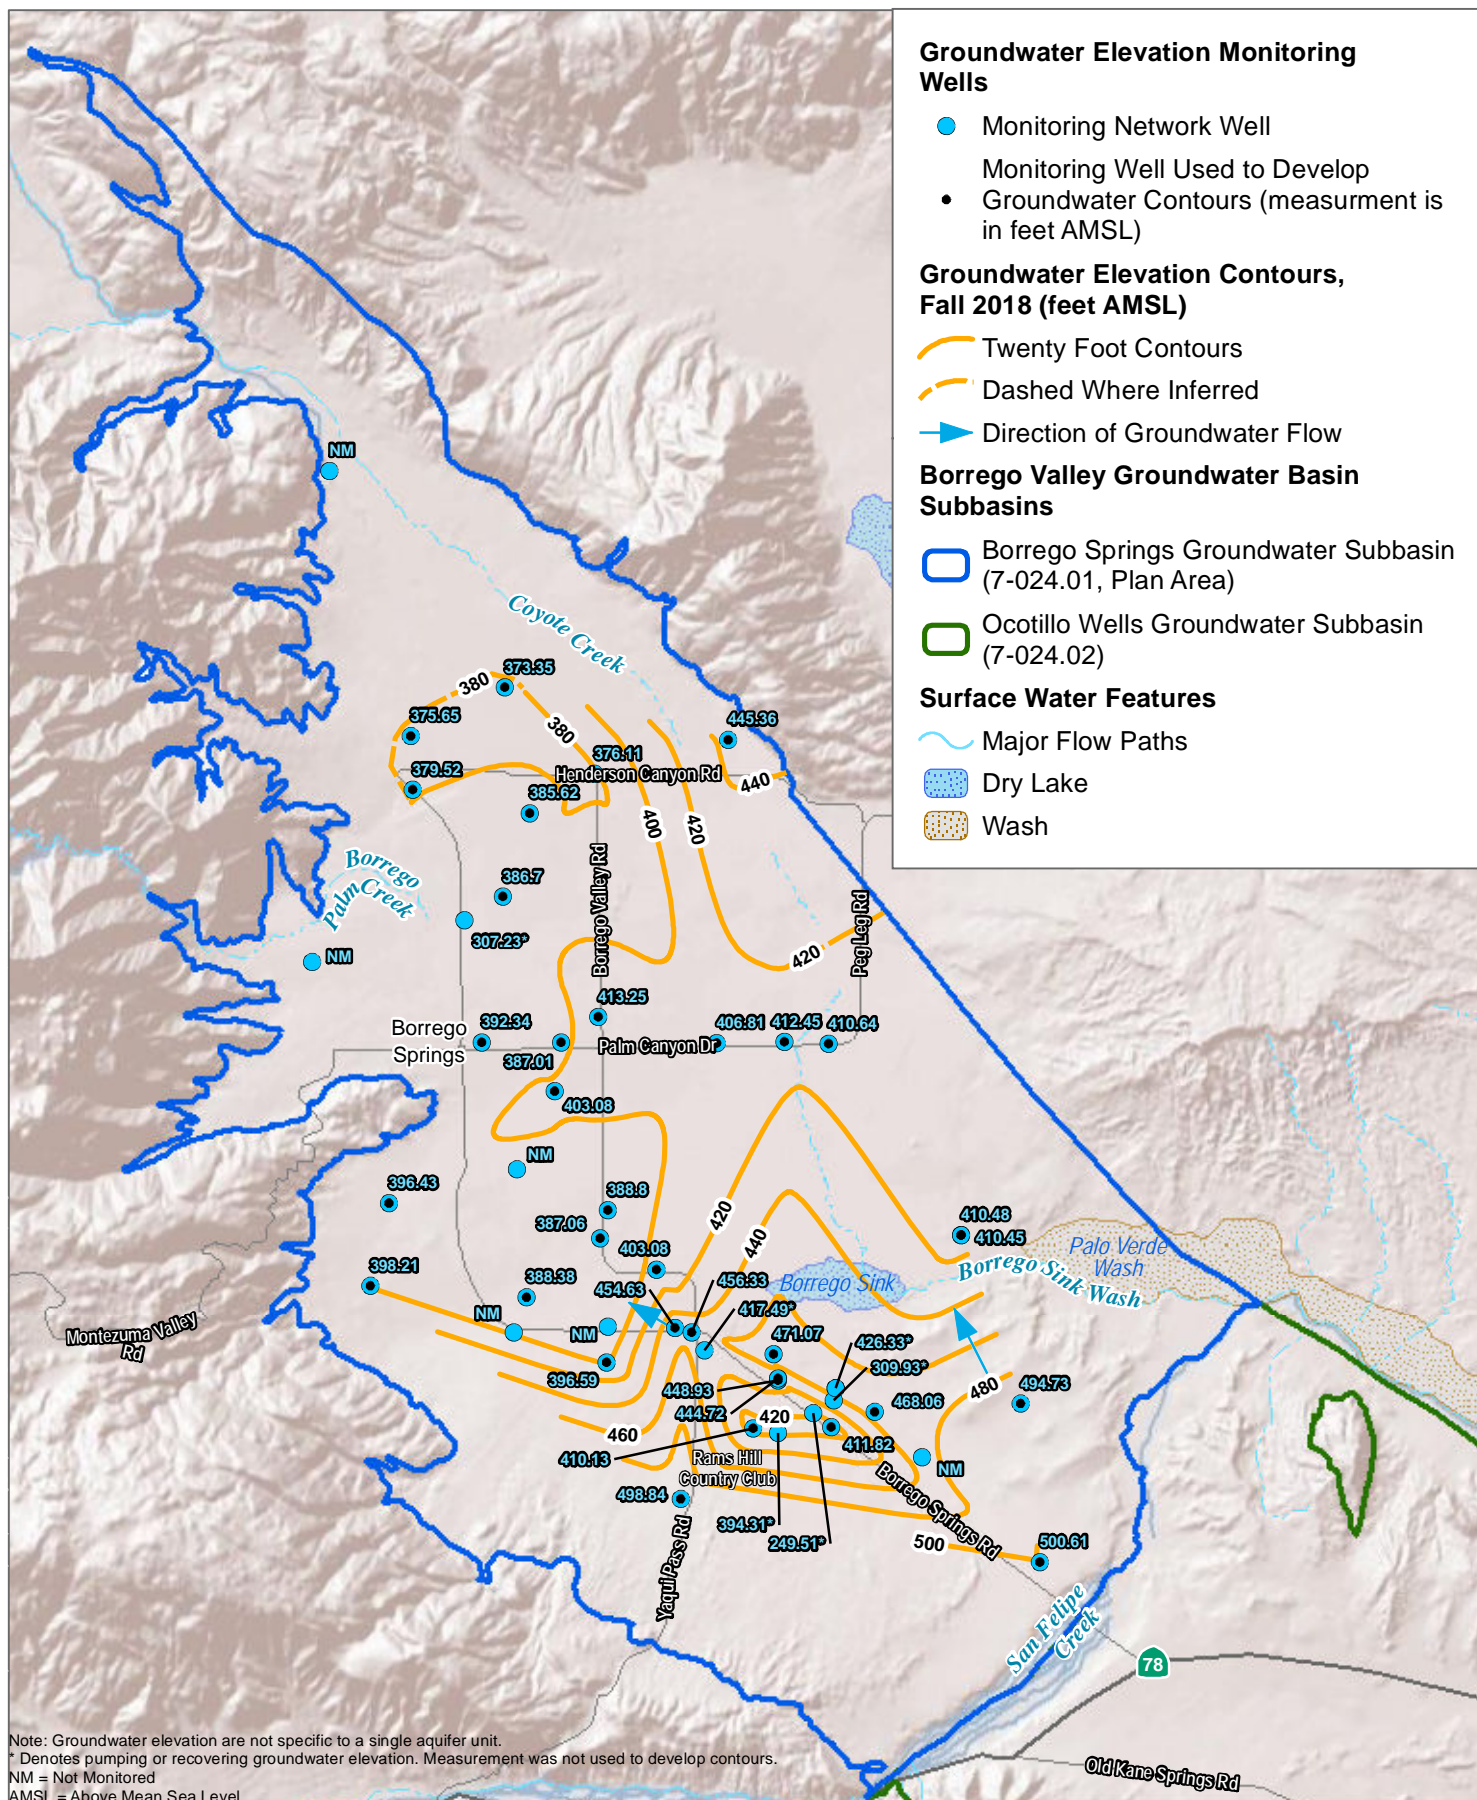 Groundwater Elevation Monitoring
Wells
Monitoring Network Well
Monitoring Well Used to Develop
Groundwater Contours (measurment is
in feet AMSL)
Groundwater Elevation Contours,
Fall 2018 (feet AMSL)
Twenty Foot Contours
Dashed Where Inferred
Direction of Groundwater Flow
Borrego Valley Groundwater Basin
Subbasins
Borrego Springs Groundwater Subbasin
(7-024.01, Plan Area)
Ocotillo Wells Groundwater Subbasin
(7-024.02)
Surface Water Features
Major Flow Paths
Dry Lake
Wash
NM
Coyote Creek
373.35
380
375.65
380
445.36
376.11
Henderson Canyon Rd
379.52
440
385.62
400
420
Borrego
Palm Creek
386.7
Borrego Valley Rd
Peg Leg Rd
307.23*
NM
420
413.25
392.34
406.81
412.45
410.64
Borrego
Springs
387.01
Palm Canyon Dr
403.08
NM
396.43
388.8
420
387.06
440
410.48
410.45
Palo Verde
Wash
403.08
398.21
388.38
454.63
456.33
Borrego Sink
Borrego Sink Wash
417.49*
NM
NM
Montezuma Valley
Rd
471.07
426.33*
309.93*
396.59
448.93
444.72
468.06
480
494.73
420
460
410.13
411.82
Rams Hill
Country Club
NM
Borrego Springs Rd
498.84
394.31*
249.51*
500
500.61
Yaqui Pass Rd
San Felipe
Creek
78
Old Kane Springs Rd
Note: Groundwater elevation are not specific to a single aquifer unit.
* Denotes pumping or recovering groundwater elevation. Measurement was not used to develop contours.
NM = Not Monitored
AMSL = Above Mean Sea Level